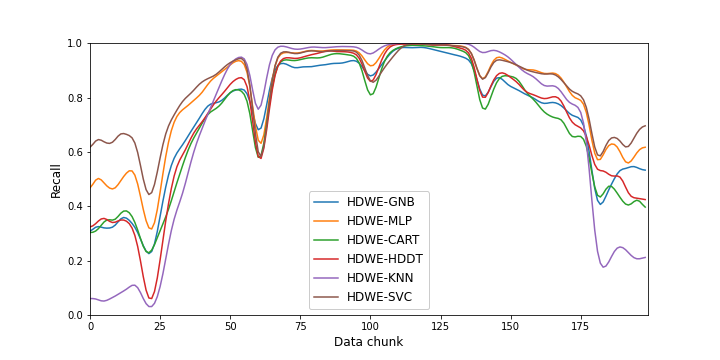 1.0
0.8
0.6
0.4
0.2
0.0
Recall
HDWE-GNB
HDWE-MLP
HDWE-CART
HDWE-HDDT
HDWE-KNN
HDWE-SVC
0 25 50 75 100 125 150 175
Data chunk